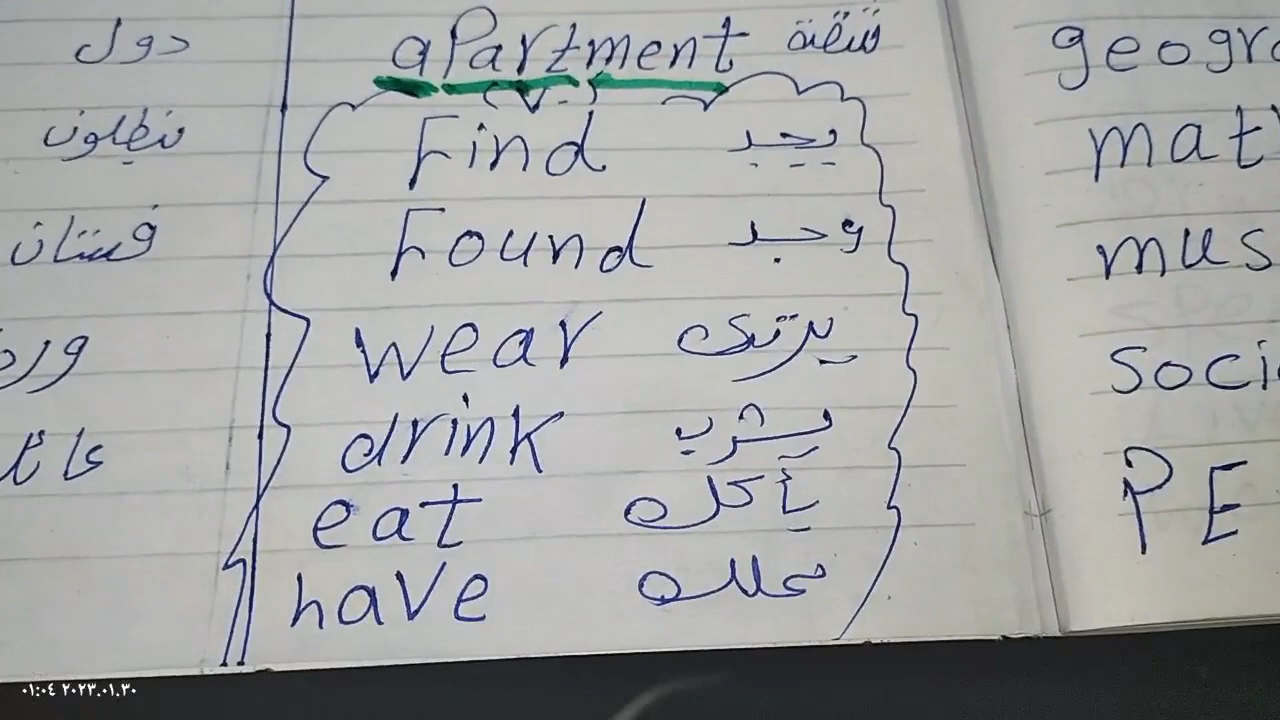 دول
بنطلون
فستان
apartment شقة
(v.)
Find يجد
Found وجد
wear يرتدى
drink يشرب
eat يأكل
have يملك
geogra
mat
mus
soci
PE
٠١:٠٤ ٢٠٢٣.٠١.٣٠